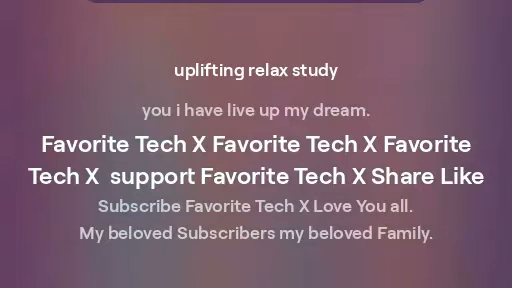 uplifting relax study
you i have live up my dream.
Favorite Tech X Favorite Tech X Favorite
Tech X  support Favorite Tech X Share Like
Subscribe Favorite Tech X Love You all.
My beloved Subscribers my beloved Family.